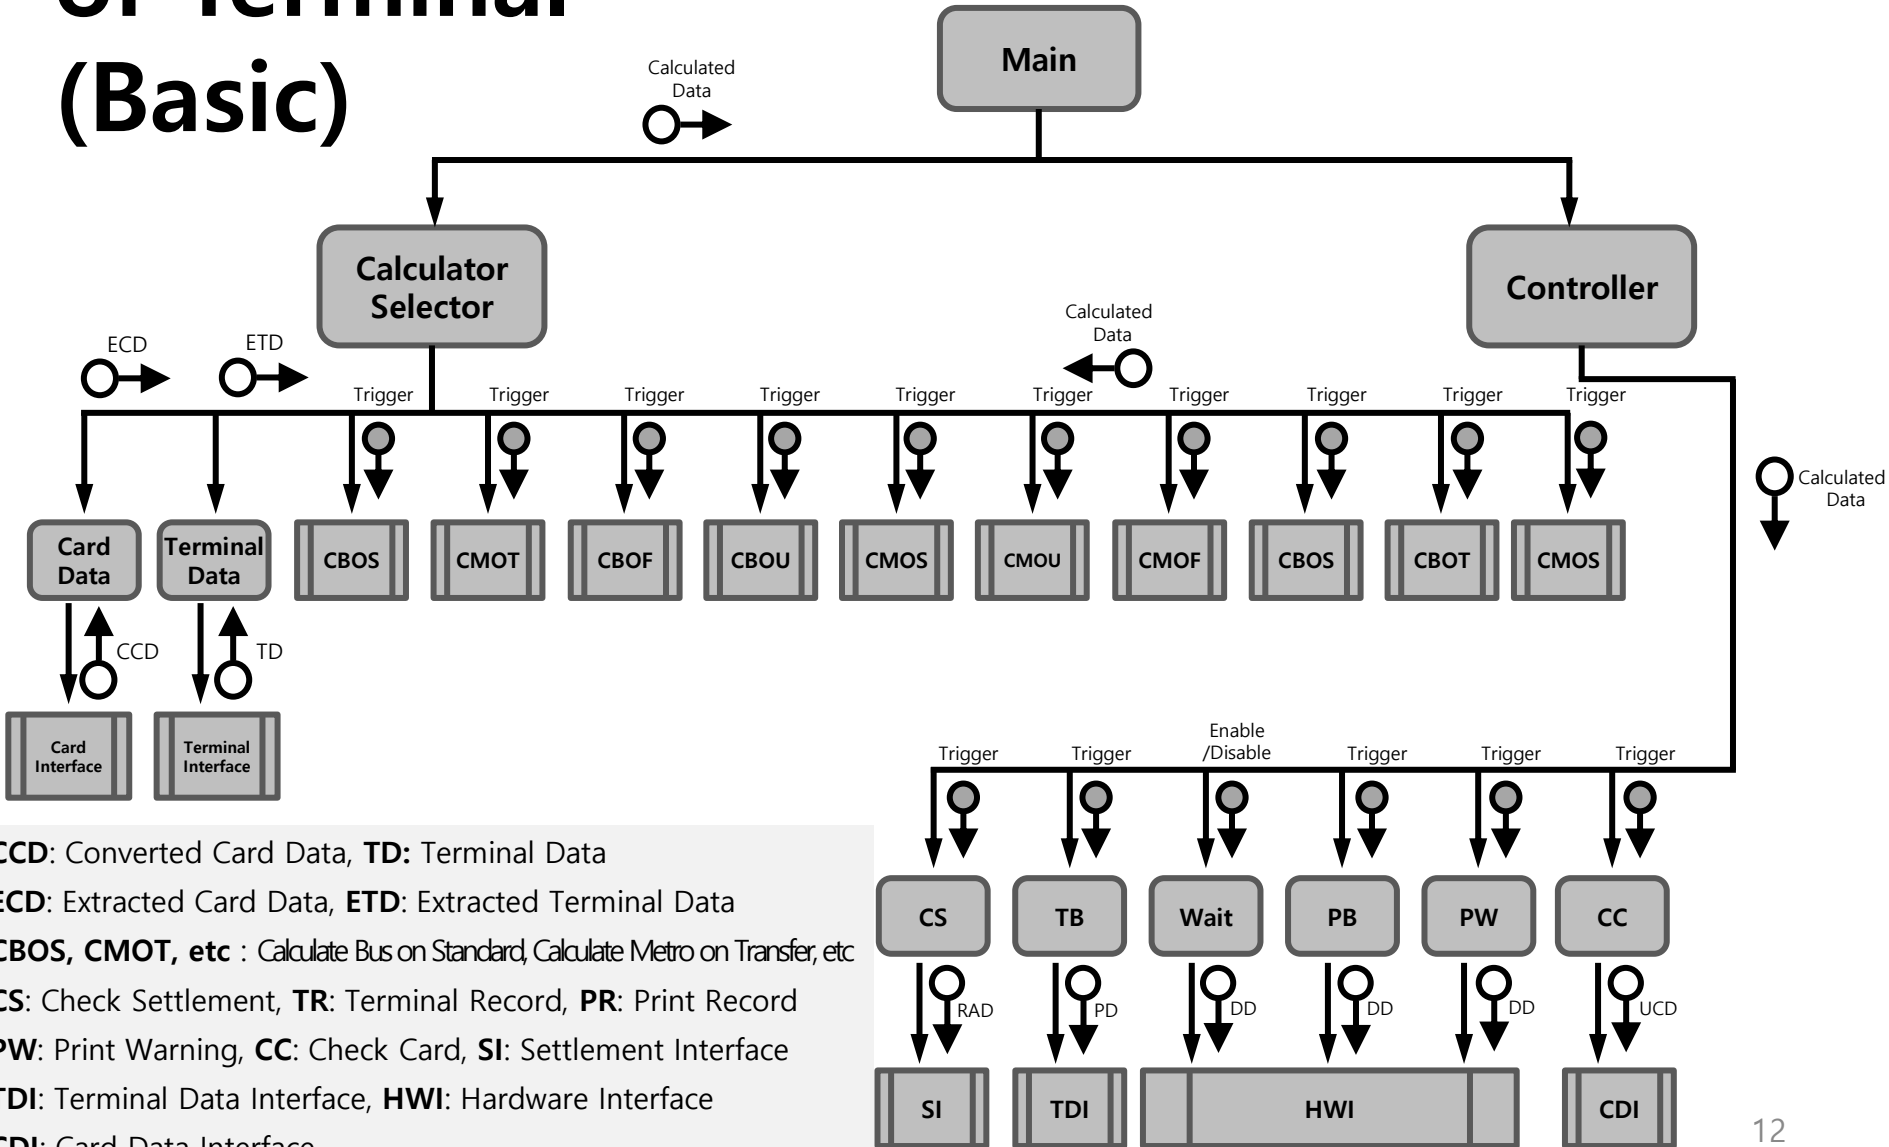 of Terminal
(Basic)
Main
Calculated
Data
Calculator
Selector
Controller
ECD
ETD
Calculated
Data
Trigger
Trigger
Trigger
Trigger
Trigger
Trigger
Trigger
Trigger
Trigger
Trigger
Calculated
Data
Card
Data
Terminal
Data
CBOS
CMOT
CBOF
CBOU
CMOS
CMOU
CMOF
CBOS
CBOT
CMOS
CCD
TD
Card
Interface
Terminal
Interface
Trigger
Trigger
Enable
/Disable
Trigger
Trigger
Trigger
CS
TB
Wait
PB
PW
CC
RAD
PD
DD
DD
DD
UCD
SI
TDI
HWI
CDI
CCD: Converted Card Data, TD: Terminal Data
ECD: Extracted Card Data, ETD: Extracted Terminal Data
CBOS, CMOT, etc : Calculate Bus on Standard, Calculate Metro on Transfer, etc
CS: Check Settlement, TR: Terminal Record, PR: Print Record
PW: Print Warning, CC: Check Card, SI: Settlement Interface
TDI: Terminal Data Interface, HWI: Hardware Interface
CDI: Card Data Interface
12